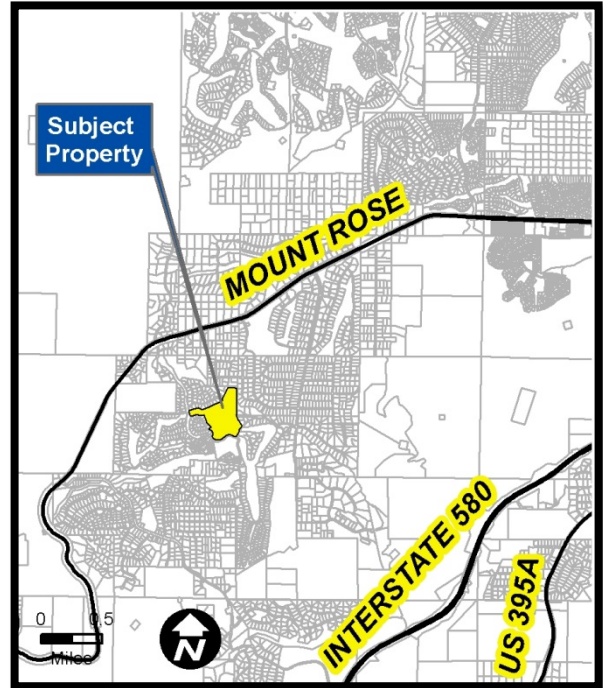 Subject
Property
MOUNT ROSE
INTERSTATE 580
US 395A
0 0.5
Miles
N